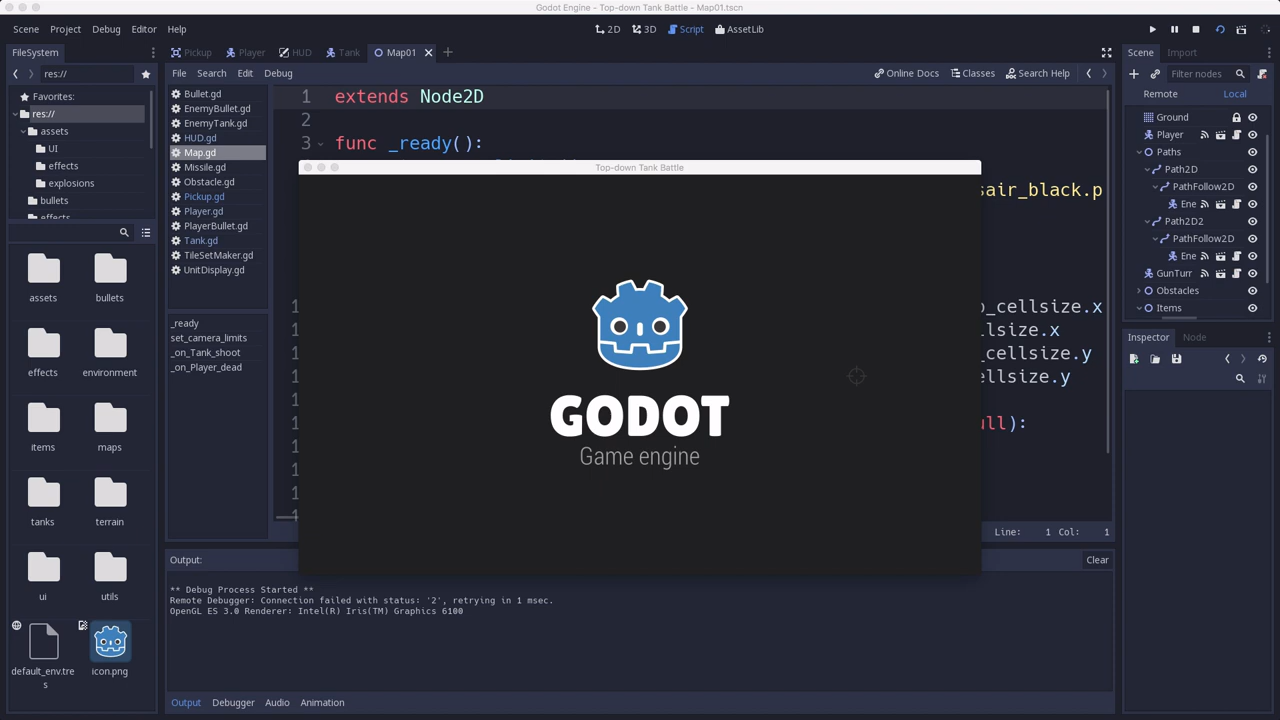 Godot Engine - Top-down Tank Battle - Map01.tscn
Scene Project Debug Editor Help
2D 3D Script AssetLib
FileSystem
Pickup Player HUD Tank Map01
Scene Import
res://
File Search Edit Debug
Online Docs Classes Search Help
Filter nodes
Favorites:
res://
assets
UI
effects
explosions
bullets
effects
Bullet.gd
EnemyBullet.gd
EnemyTank.gd
HUD.gd
Map.gd
Missile.gd
Obstacle.gd
Pickup.gd
Player.gd
PlayerBullet.gd
Tank.gd
TileSetMaker.gd
UnitDisplay.gd
_ready
set_camera_limits
_on_Tank_shoot
_on_Player_dead
1 extends Node2D
2
3 func _ready():
Top-down Tank Battle
sair_black.p
GODOT
Game engine
p_cellsize.x
lsize.x
_cellsize.y
ellsize.y
ull):
Line: 1 Col: 1
Remote Local
Ground
Player
Paths
Path2D
PathFollow2D
Ene
Path2D2
PathFollow2D
Ene
GunTurr
Obstacles
Items
Inspector Node
assets bullets
effects environment
items maps
tanks terrain
ui utils
default_env.tre
s
icon.png
Output: Clear
** Debug Process Started **
Remote Debugger: Connection failed with status: '2', retrying in 1 msec.
OpenGL ES 3.0 Renderer: Intel(R) Iris(TM) Graphics 6100
Output Debugger Audio Animation